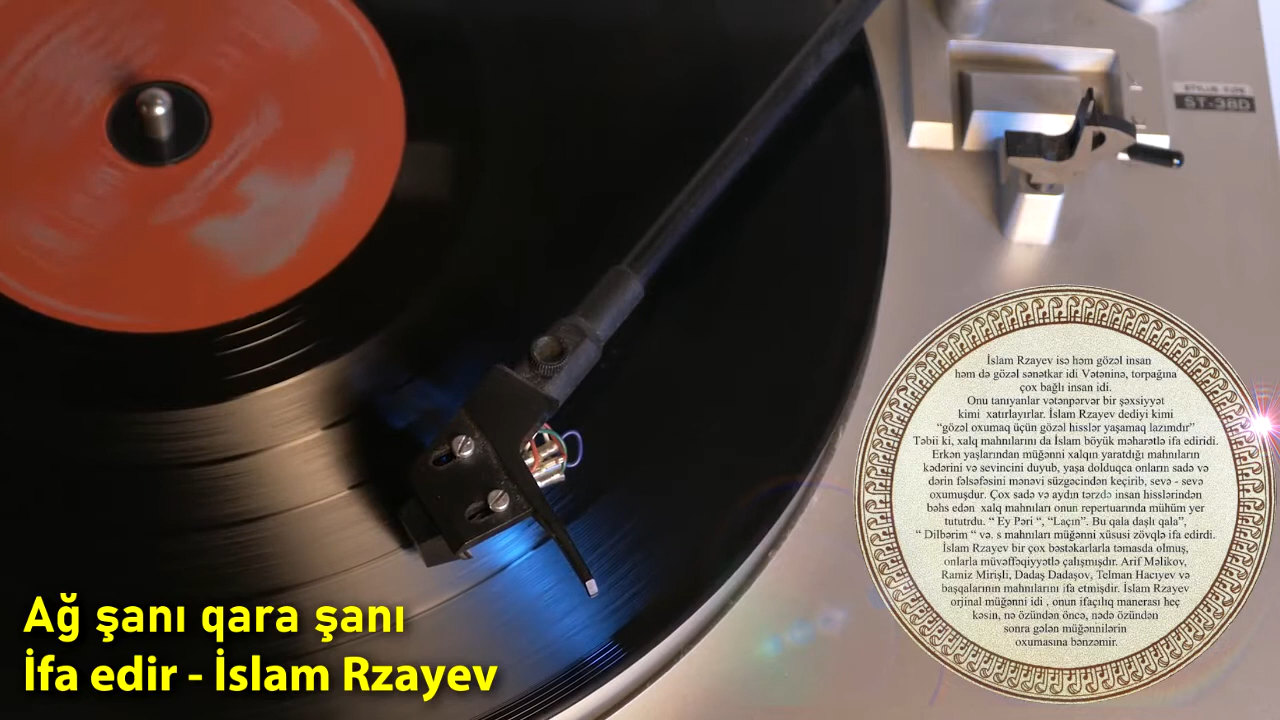 STYLUS TYPE
ST-38D
İslam Rzayev isə həm gözəl insan
həm də gözəl sənətkar idi Vətəninə, torpağına
çox bağlı insan idi.
Onu tanıyanlar vətənpərvər bir şəxsiyyət
kimi xatırlayırlar. İslam Rzayev dediyi kimi
“gözəl oxumaq üçün gözəl hisslər yaşamaq lazımdır”
Təbii ki, xalq mahnılarını da İslam böyük məharətlə ifa ediridi.
Erkən yaşlarından müğənni xalqın yaratdığı mahnıların
kədərini və sevincini duyub, yaşa dolduqca onların sadə və
dərin fəlsəfəsini mənəvi süzgəcindən keçirib, sevə - sevə
oxumuşdur. Çox sadə və aydın tərzdə insan hisslərindən
bəhs edən xalq mahnıları onun repertuarında mühüm yer
tututrdu. “ Ey Pəri “, “Laçın”. Bu qala daşlı qala”,
“ Dilbərim “ və. s mahnıları müğənni xüsusi zövqlə ifa edirdi.
İslam Rzayev bir çox bəstəkarlarla təmasda olmuş,
onlarla müvəffəqiyyətlə çalışmışdır. Arif Məlikov,
Ramiz Mirişli, Dadaş Dadaşov, Telman Hacıyev və
başqalarının mahnılarını ifa etmişdir. İslam Rzayev
orjinal müğənni idi , onun ifaçılıq manerası heç
kəsin, nə özündən öncə, nədə özündən
sonra gələn müğənnilərin
oxumasına bənzəmir.
Ağ şanı qara şanı
İfa edir - İslam Rzayev